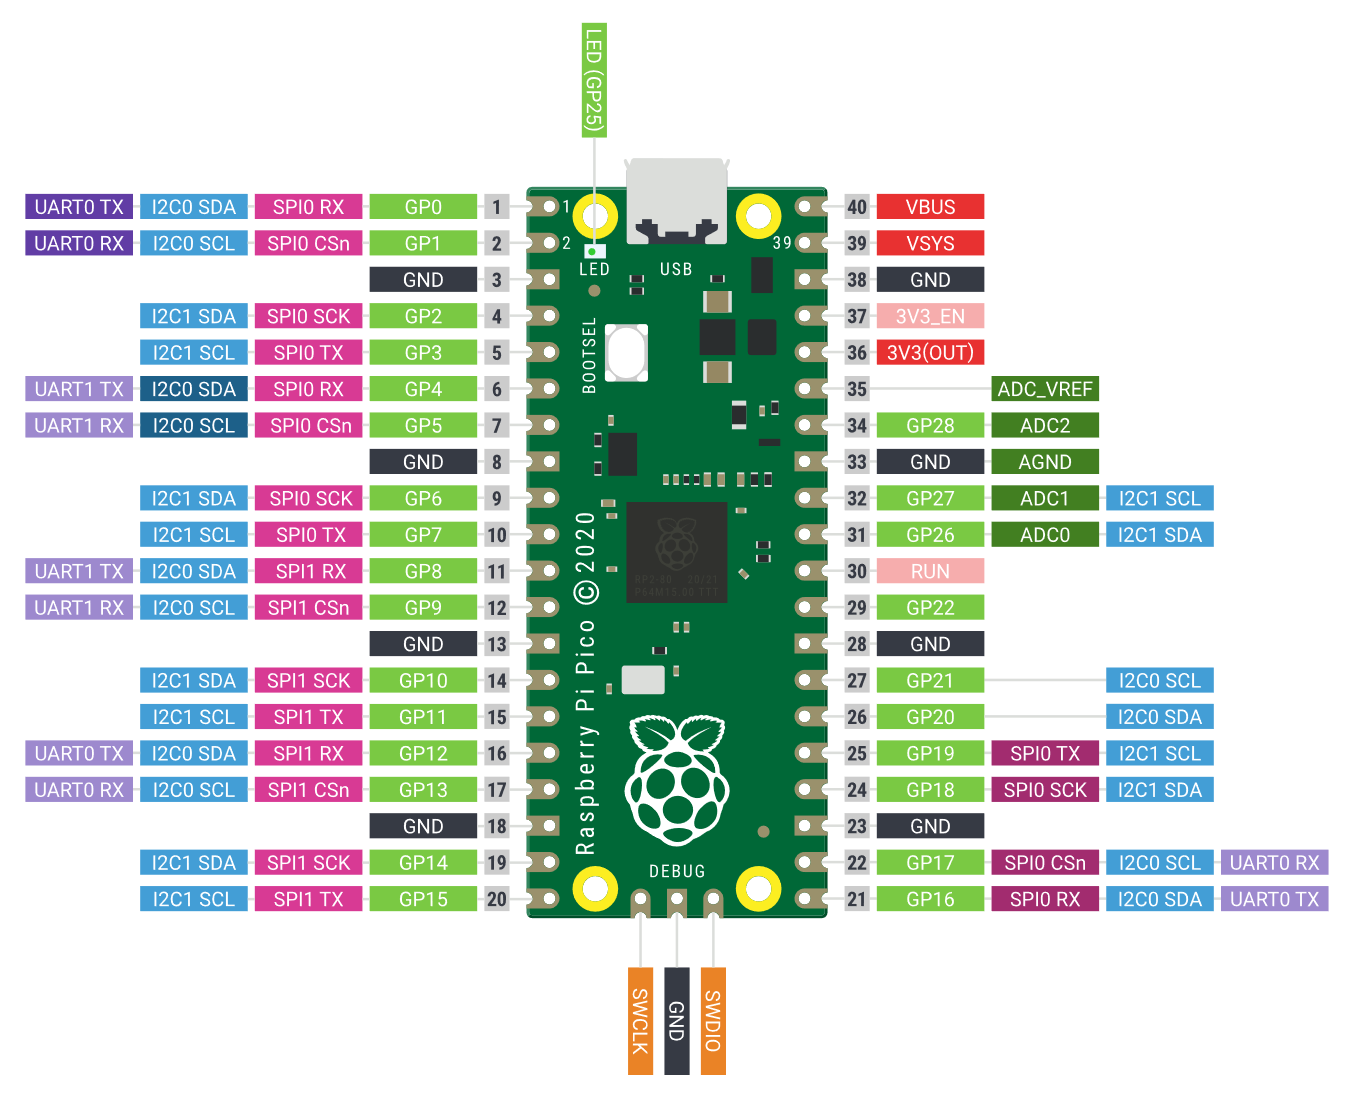 LED (GP25)
UART0 TX I2C0 SDA SPI0 RX GP0 1 1 40 VBUS
UART0 RX I2C0 SCL SPI0 CSn GP1 2 2 39 39 VSYS
GND 3 LED USB 38 GND
I2C1 SDA SPI0 SCK GP2 4 37 3V3_EN
I2C1 SCL SPI0 TX GP3 5 BOOTSEL 36 3V3(OUT)
UART1 TX I2C0 SDA SPI0 RX GP4 6 35 ADC_VREF
UART1 RX I2C0 SCL SPI0 CSn GP5 7 34 GP28 ADC2
GND 8 33 GND AGND
I2C1 SDA SPI0 SCK GP6 9 32 GP27 ADC1 I2C1 SCL
I2C1 SCL SPI0 TX GP7 10 31 GP26 ADC0 I2C1 SDA
UART1 TX I2C0 SDA SPI1 RX GP8 11 30 RUN
RP2-B0 20/21
P64M15.00 TTT
UART1 RX I2C0 SCL SPI1 CSn GP9 12 29 GP22
GND 13 28 GND
I2C1 SDA SPI1 SCK GP10 14 27 GP21 I2C0 SCL
Raspberry Pi Pico ©2020
I2C1 SCL SPI1 TX GP11 15 26 GP20 I2C0 SDA
UART0 TX I2C0 SDA SPI1 RX GP12 16 25 GP19 SPI0 TX I2C1 SCL
UART0 RX I2C0 SCL SPI1 CSn GP13 17 24 GP18 SPI0 SCK I2C1 SDA
GND 18 23 GND
I2C1 SDA SPI1 SCK GP14 19 DEBUG 22 GP17 SPI0 CSn I2C0 SCL UART0 RX
I2C1 SCL SPI1 TX GP15 20 21 GP16 SPI0 RX I2C0 SDA UART0 TX
SWCLK
GND
SWDIO